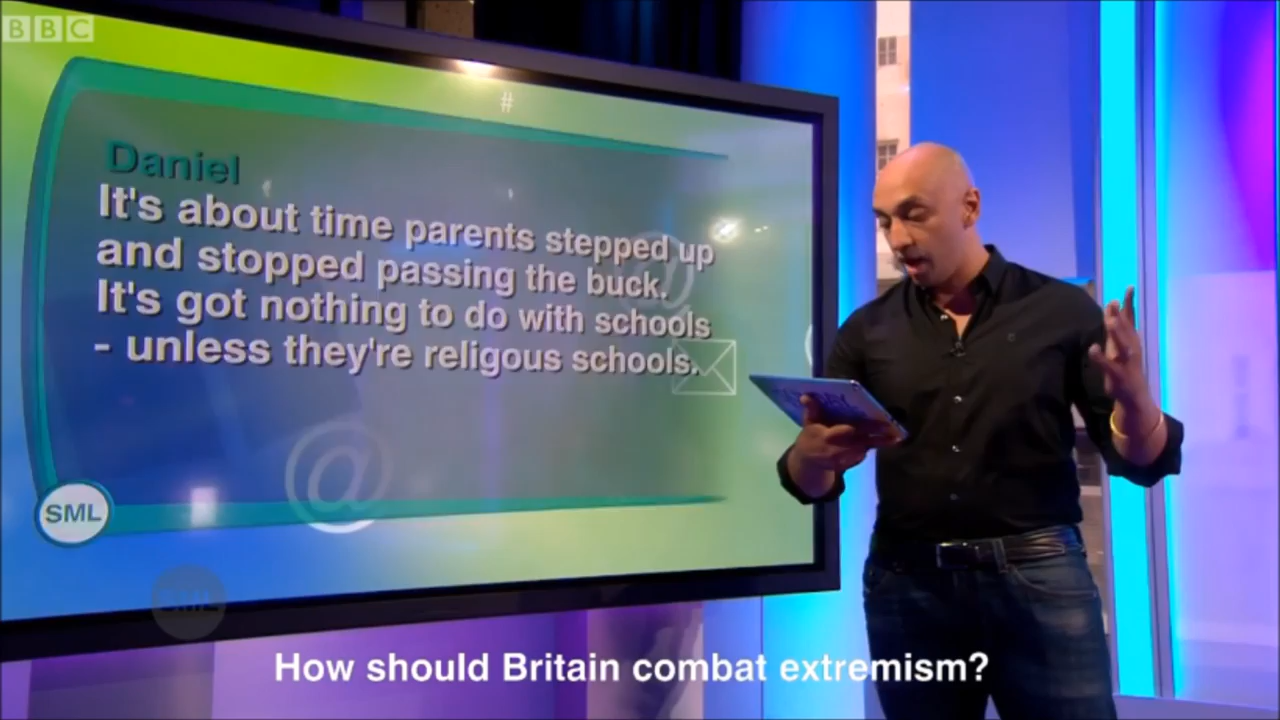 BBC
#
Daniel
It's about time parents stepped up
and stopped passing the buck.
It's got nothing to do with schools
- unless they're religous schools.
@
@
SML
SML
How should Britain combat extremism?